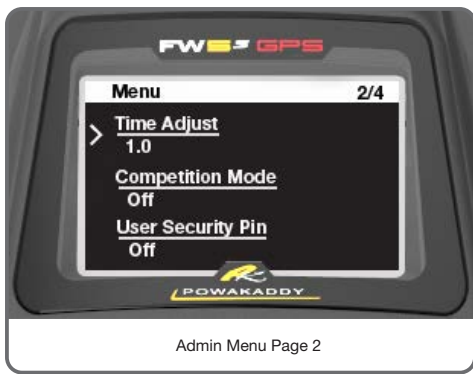 FW5s GPS
Menu 2/4
> Time Adjust
1.0
Competition Mode
Off
User Security Pin
Off
POWAKADDY
Admin Menu Page 2